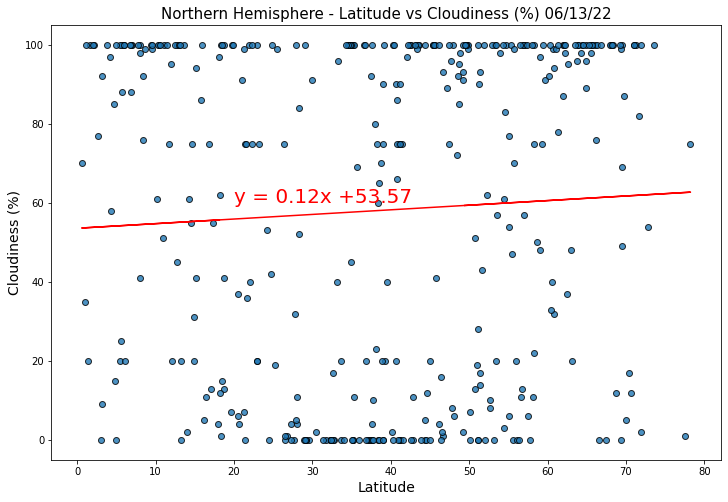 Northern Hemisphere - Latitude vs Cloudiness (%) 06/13/22
100
80
60
40
20
0
Cloudiness (%)
y = 0.12x +53.57
0 10 20 30 40 50 60 70 80
Latitude